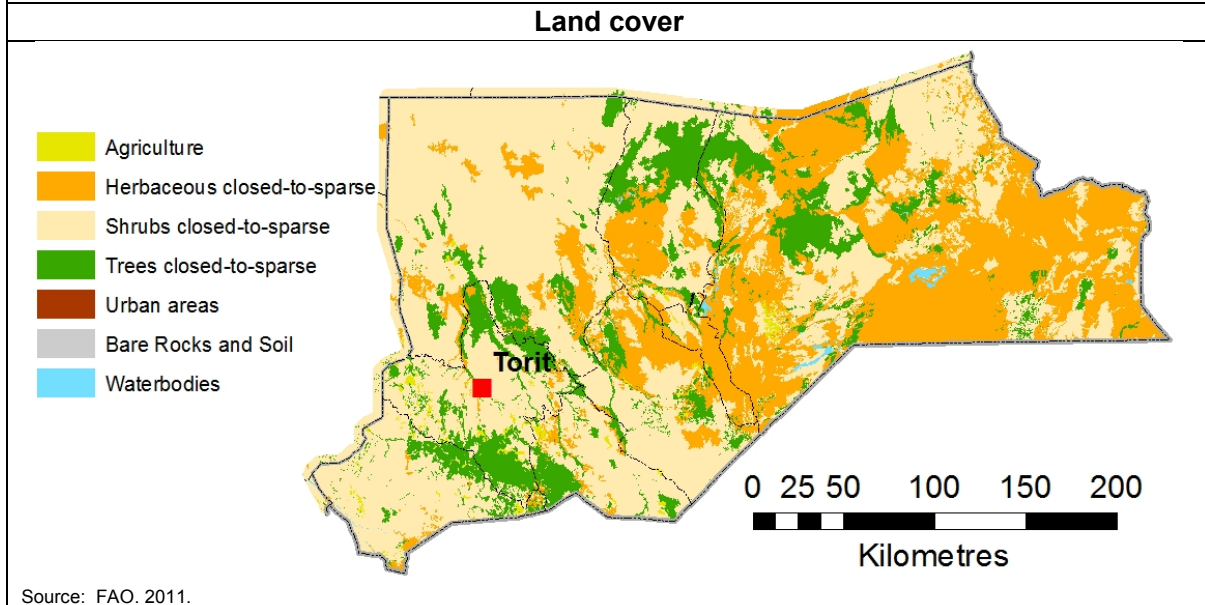 Land cover
Agriculture
Herbaceous closed-to-sparse
Shrubs closed-to-sparse
Trees closed-to-sparse
Urban areas
Bare Rocks and Soil
Waterbodies
Torit
0 25 50 100 150 200
Kilometres
Source: FAO. 2011.